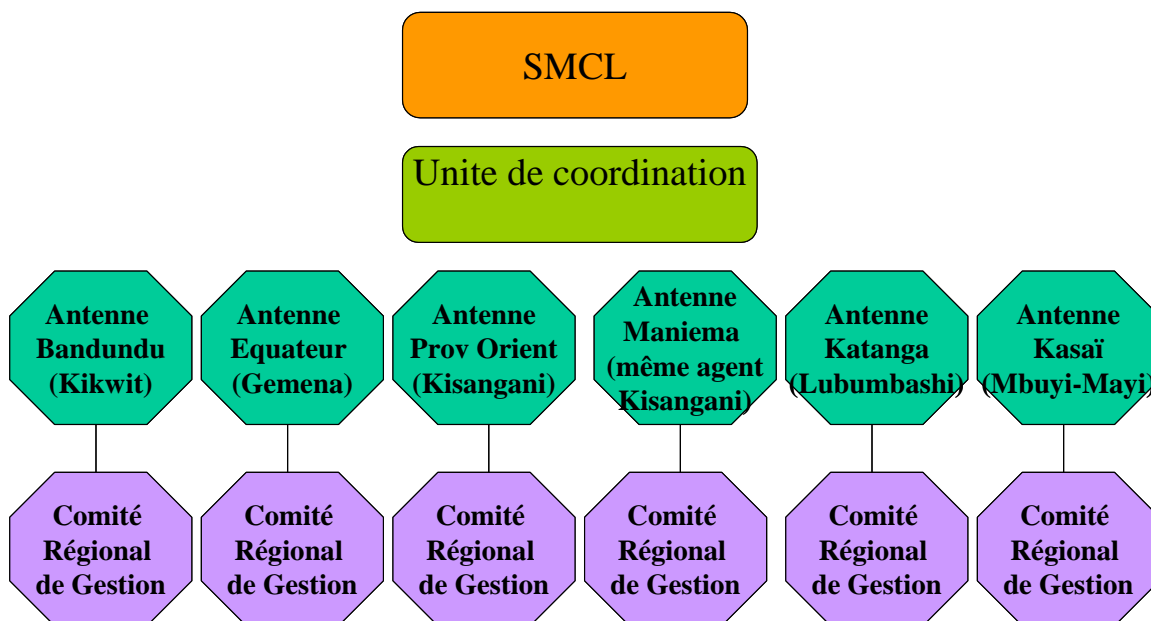 SMCL
Unite de coordination
Antenne
Bandundu
(Kikwit)
Antenne
Equateur
(Gemena)
Antenne
Prov Orient
(Kisangani)
Antenne
Maniema
(même agent
Kisangani)
Antenne
Katanga
(Lubumbashi)
Antenne
Kasaï
(Mbuyi-Mayi)
Comité
Régional
de Gestion
Comité
Régional
de Gestion
Comité
Régional
de Gestion
Comité
Régional
de Gestion
Comité
Régional
de Gestion
Comité
Régional
de Gestion